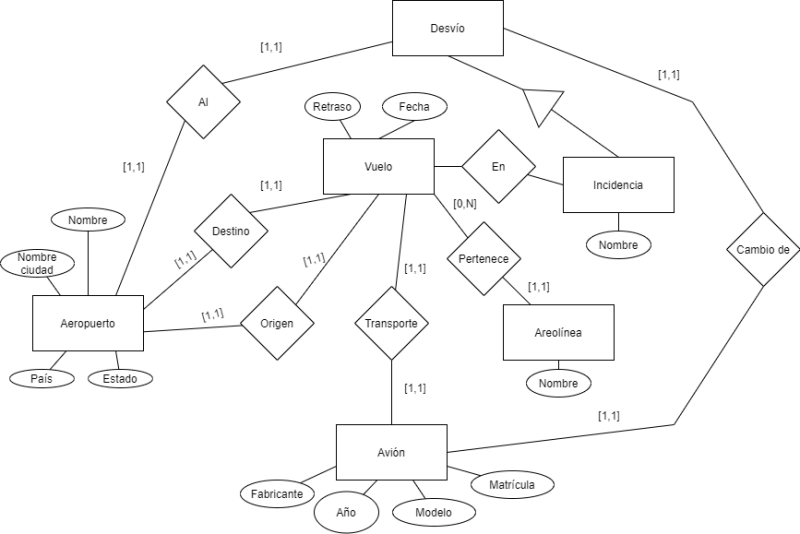 Desvío
[1,1]
[1,1]
Al
Retraso
Fecha
Vuelo
En
[1,1]
[1,1]
Incidencia
[0,N]
Nombre
Destino
Nombre
Pertenece
Cambio de
[1,1]
[1,1]
Nombre
ciudad
[1,1]
[1,1]
[1,1]
Aeropuerto
Origen
Transporte
Areolínea
País
Estado
Nombre
[1,1]
[1,1]
Avión
Fabricante
Año
Modelo
Matrícula